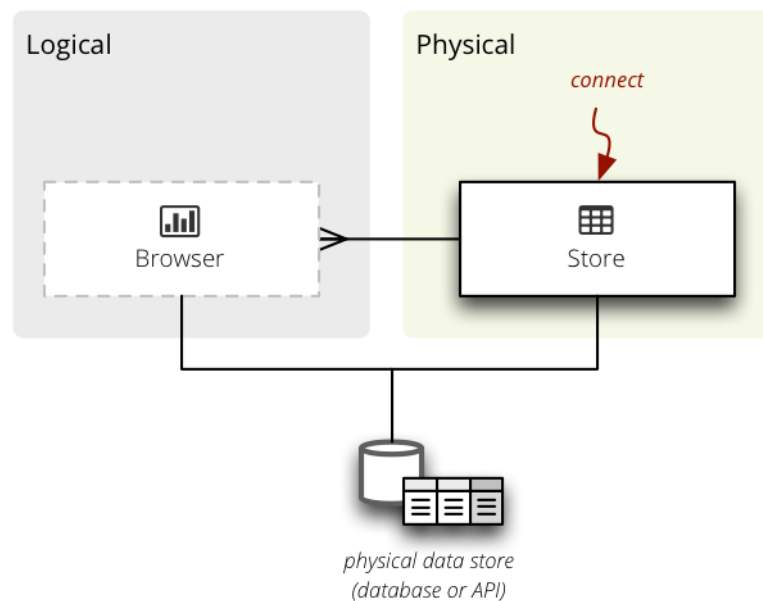 Logical
Physical
connect
Browser
Store
physical data store
(database or API)